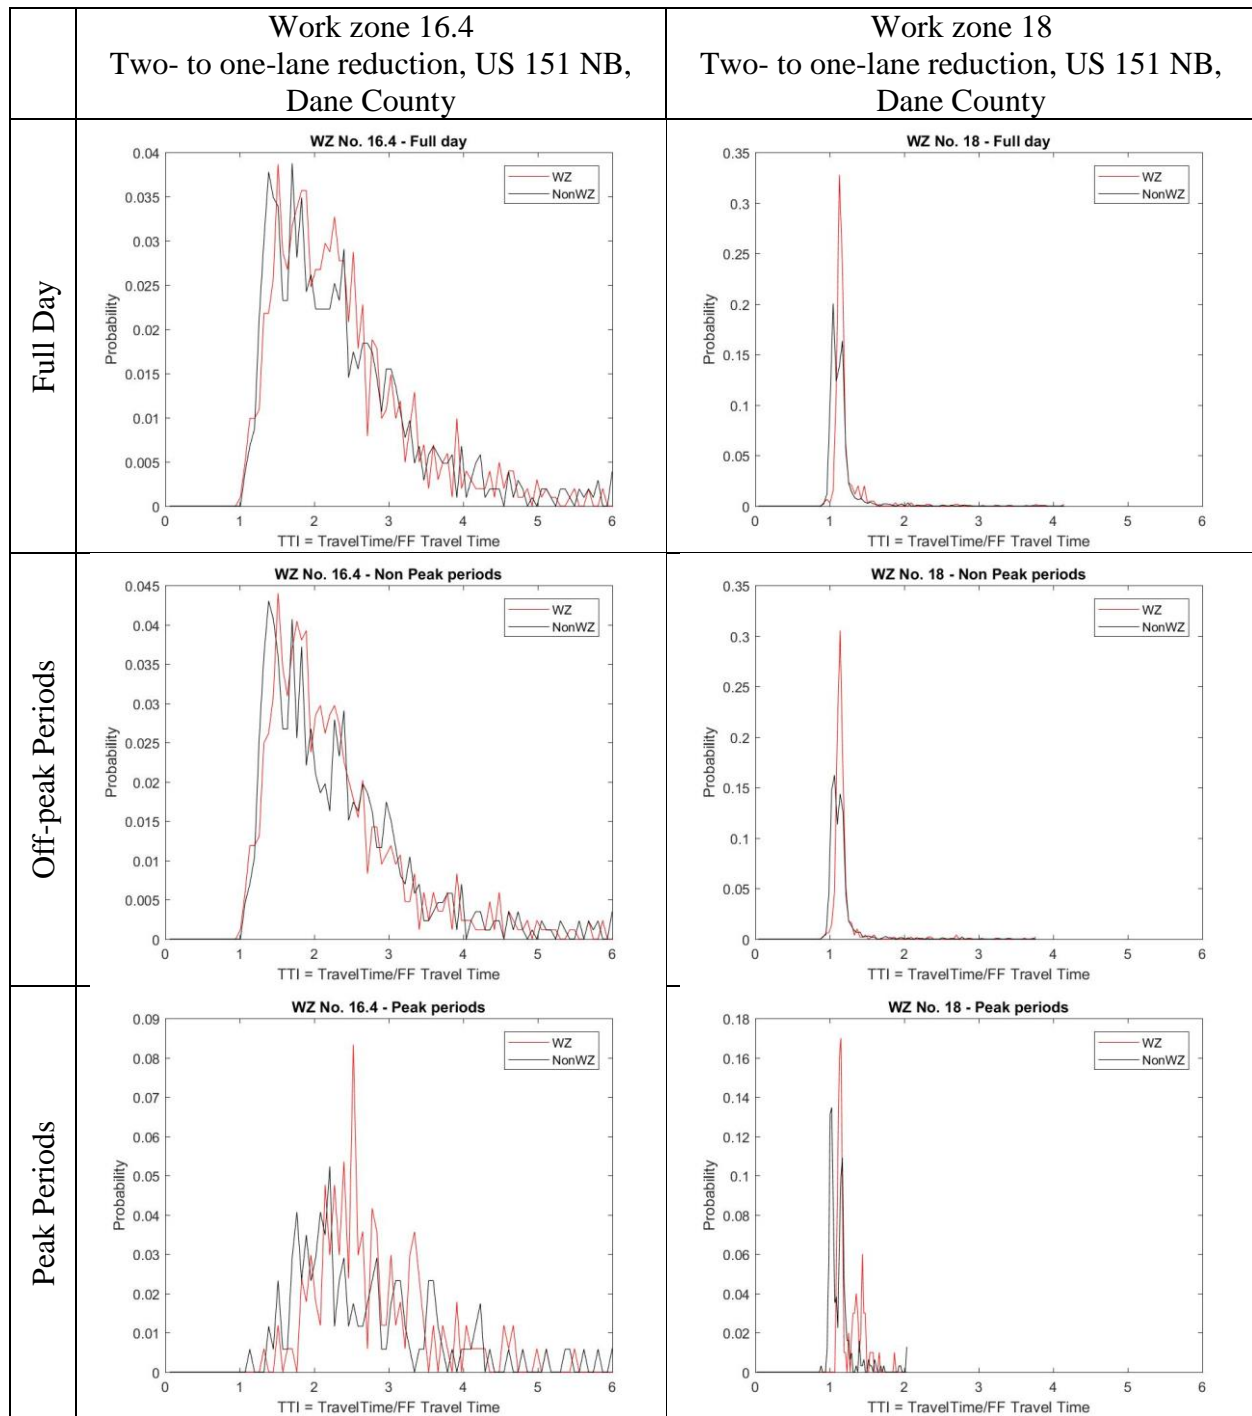 Work zone 16.4
Two- to one-lane reduction, US 151 NB,
Dane County
Work zone 18
Two- to one-lane reduction, US 151 NB,
Dane County
Full Day
WZ No. 16.4 - Full day
0.04
0.035
0.03
0.025
0.02
0.015
0.01
0.005
0
Probability
WZ
NonWZ
0 1 2 3 4 5 6
TTI = TravelTime/FF Travel Time
WZ No. 18 - Full day
0.35
0.3
0.25
0.2
0.15
0.1
0.05
0
Probability
WZ
NonWZ
0 1 2 3 4 5 6
TTI = TravelTime/FF Travel Time
Off-peak Periods
WZ No. 16.4 - Non Peak periods
0.045
0.04
0.035
0.03
0.025
0.02
0.015
0.01
0.005
0
Probability
WZ
NonWZ
0 1 2 3 4 5 6
TTI = TravelTime/FF Travel Time
WZ No. 18 - Non Peak periods
0.35
0.3
0.25
0.2
0.15
0.1
0.05
0
Probability
WZ
NonWZ
0 1 2 3 4 5 6
TTI = TravelTime/FF Travel Time
Peak Periods
WZ No. 16.4 - Peak periods
0.09
0.08
0.07
0.06
0.05
0.04
0.03
0.02
0.01
0
Probability
WZ
NonWZ
0 1 2 3 4 5 6
TTI = TravelTime/FF Travel Time
WZ No. 18 - Peak periods
0.18
0.16
0.14
0.12
0.1
0.08
0.06
0.04
0.02
0
Probability
WZ
NonWZ
0 1 2 3 4 5 6
TTI = TravelTime/FF Travel Time